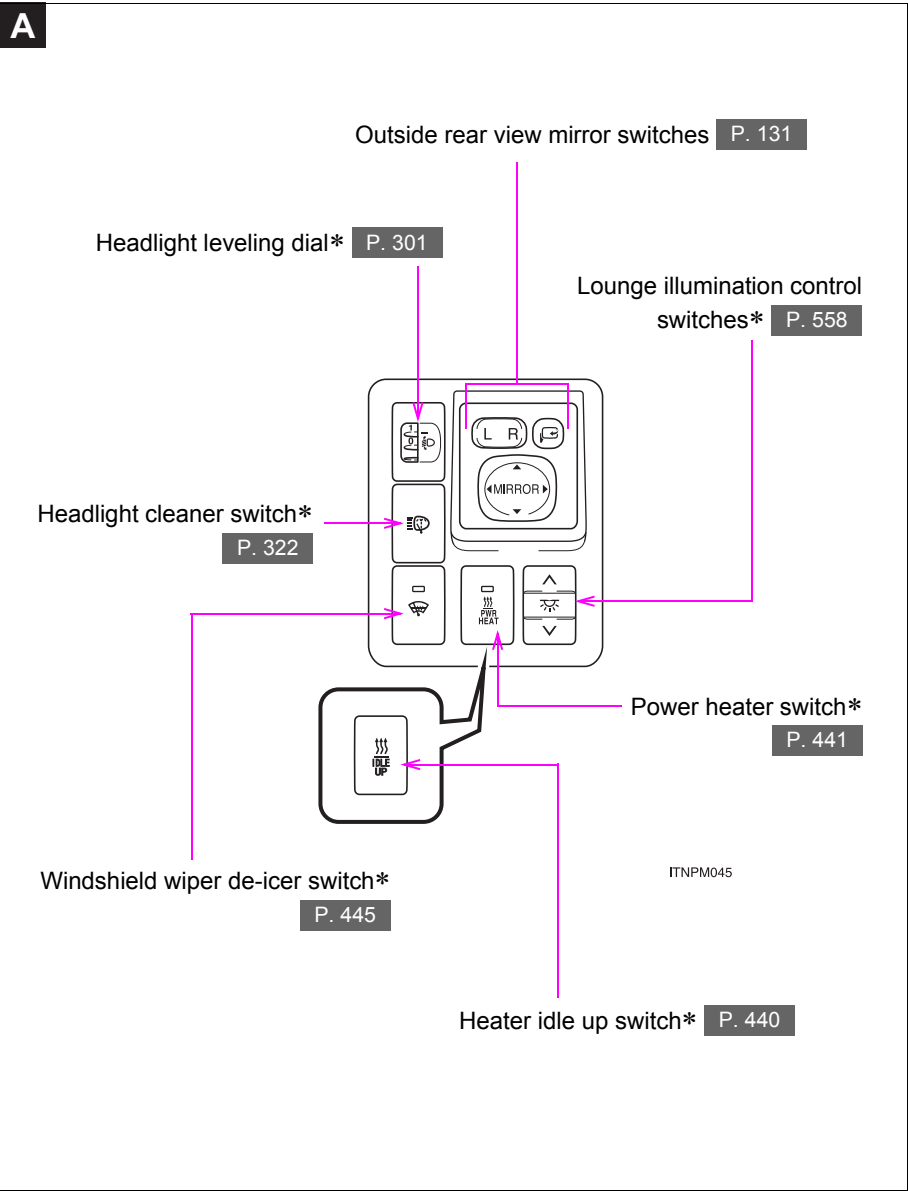 A
Outside rear view mirror switches P. 131
Headlight leveling dial* P. 301
Lounge illumination control
switches* P. 558
1
0
L R
MIRROR
Headlight cleaner switch*
P. 322
PWR
HEAT
Power heater switch*
P. 441
IDLE
UP
Windshield wiper de-icer switch*
P. 445
ITNPM045
Heater idle up switch* P. 440